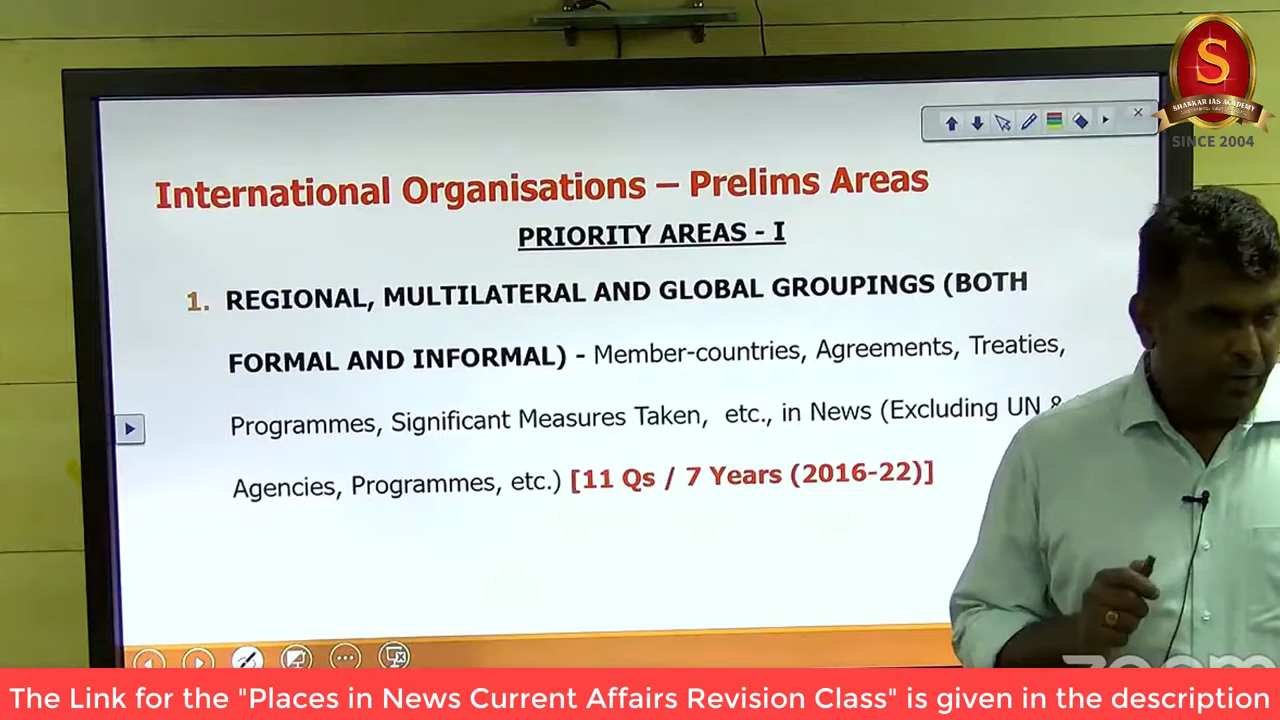 S
SHANKAR IAS ACADEMY
SINCE 2004
International Organisations – Prelims Areas
PRIORITY AREAS - I
1. REGIONAL, MULTILATERAL AND GLOBAL GROUPINGS (BOTH
FORMAL AND INFORMAL) - Member-countries, Agreements, Treaties,
Programmes, Significant Measures Taken, etc., in News (Excluding UN &
Agencies, Programmes, etc.) [11 Qs / 7 Years (2016-22)]
zoom
The Link for the "Places in News Current Affairs Revision Class" is given in the description